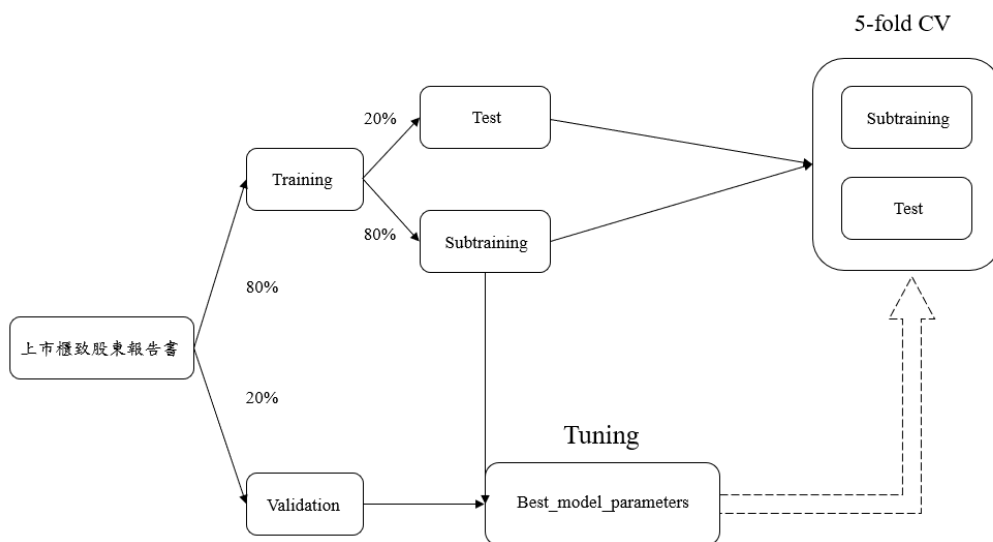 5-fold CV
20%
Test
Subtraining
Training
80%
Subtraining
Test
80%
上市櫃致股東報告書
20%
Tuning
Validation
Best_model_parameters